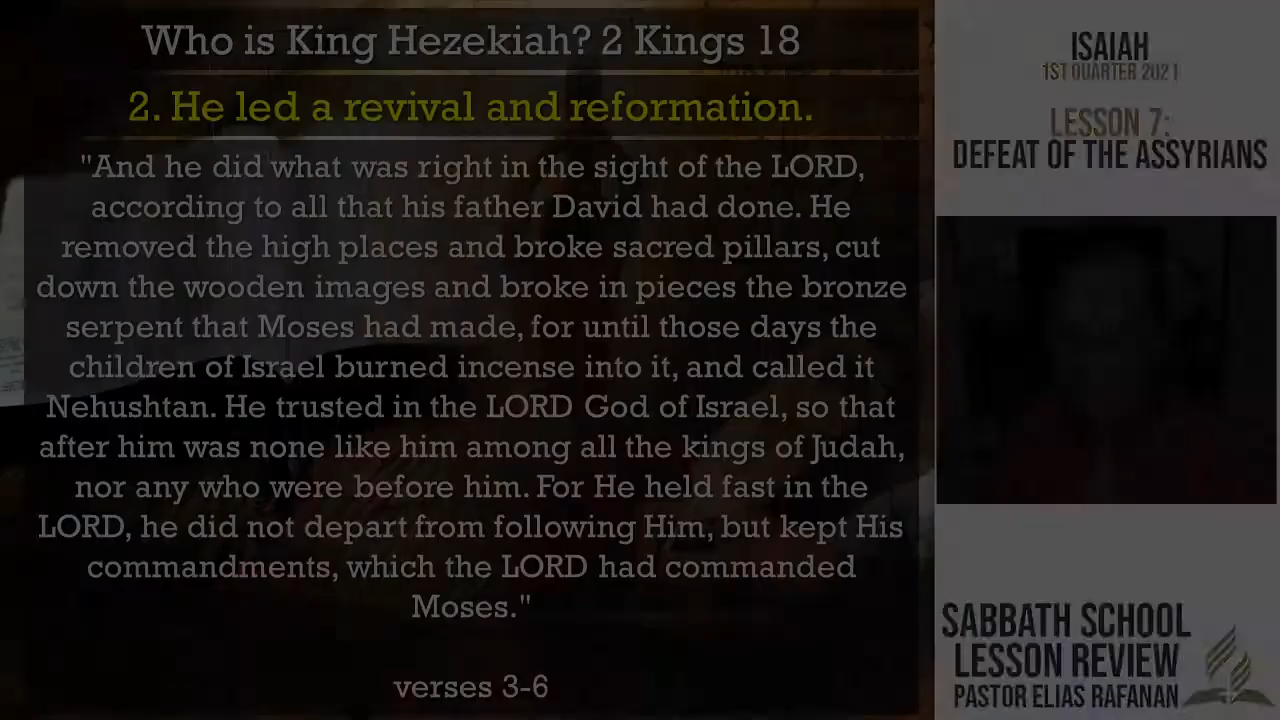 Who is King Hezekiah? 2 Kings 18
2. He led a revival and reformation.
"And he did what was right in the sight of the LORD,
according to all that his father David had done. He
removed the high places and broke sacred pillars, cut
down the wooden images and broke in pieces the bronze
serpent that Moses had made, for until those days the
children of Israel burned incense into it, and called it
Nehushtan. He trusted in the LORD God of Israel, so that
after him was none like him among all the kings of Judah,
nor any who were before him. For He held fast in the
LORD, he did not depart from following Him, but kept His
commandments, which the LORD had commanded
Moses."
verses 3-6
ISAIAH
1ST QUARTER 2021
LESSON 7:
DEFEAT OF THE ASSYRIANS
SABBATH SCHOOL
LESSON REVIEW
PASTOR ELIAS RAFANAN